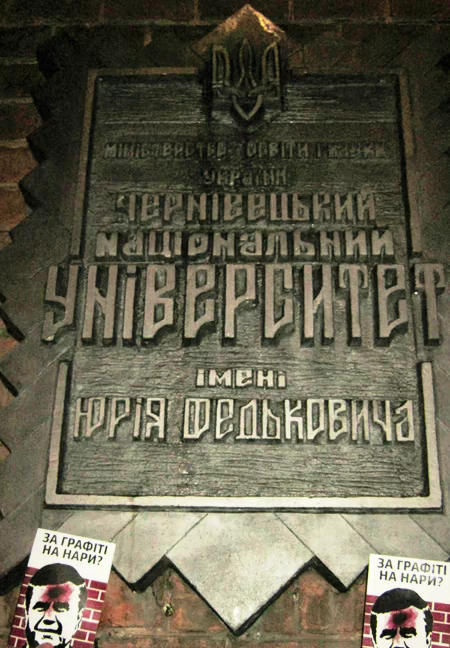 МІНІСТЕРСТВО ОСВІТИ І НАУКИ
УКРАЇНИ
ЧЕРНІВЕЦЬКИЙ
НАЦІОНАЛЬНИЙ
УНІВЕРСИТЕТ
ІМЕНІ
ЮРІЯ ФЕДЬКОВИЧА
ЗА ГРАФІТІ
НА НАРИ?
ЗА ГРАФІТІ
НА НАРИ?